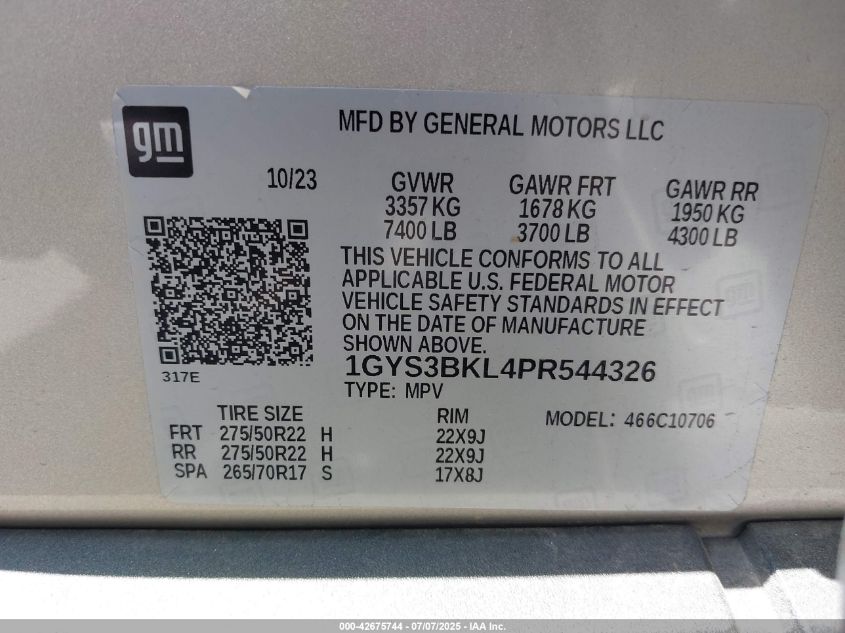 gm
MFD BY GENERAL MOTORS LLC
10/23
GVWR GAWR FRT GAWR RR
3357 KG 1678 KG 1950 KG
7400 LB 3700 LB 4300 LB
THIS VEHICLE CONFORMS TO ALL
APPLICABLE U.S. FEDERAL MOTOR
VEHICLE SAFETY STANDARDS IN EFFECT
ON THE DATE OF MANUFACTURE
SHOWN ABOVE.
317E
1GYS3BKL4PR544326
TYPE: MPV
TIRE SIZE RIM MODEL: 466C10706
FRT 275/50R22 H 22X9J
RR 275/50R22 H 22X9J
SPA 265/70R17 S 17X8J
000-42675744 - 07/07/2025 - IAA Inc.